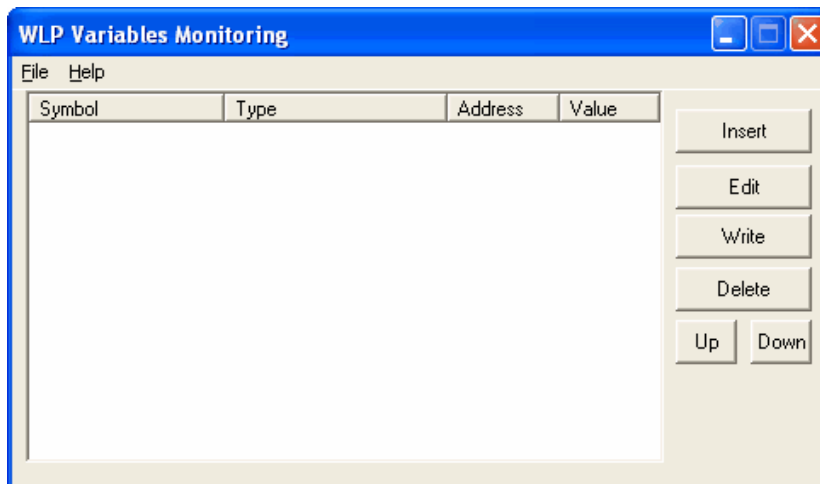 WLP Variables Monitoring
File Help
Symbol Type Address Value
Insert
Edit
Write
Delete
Up Down